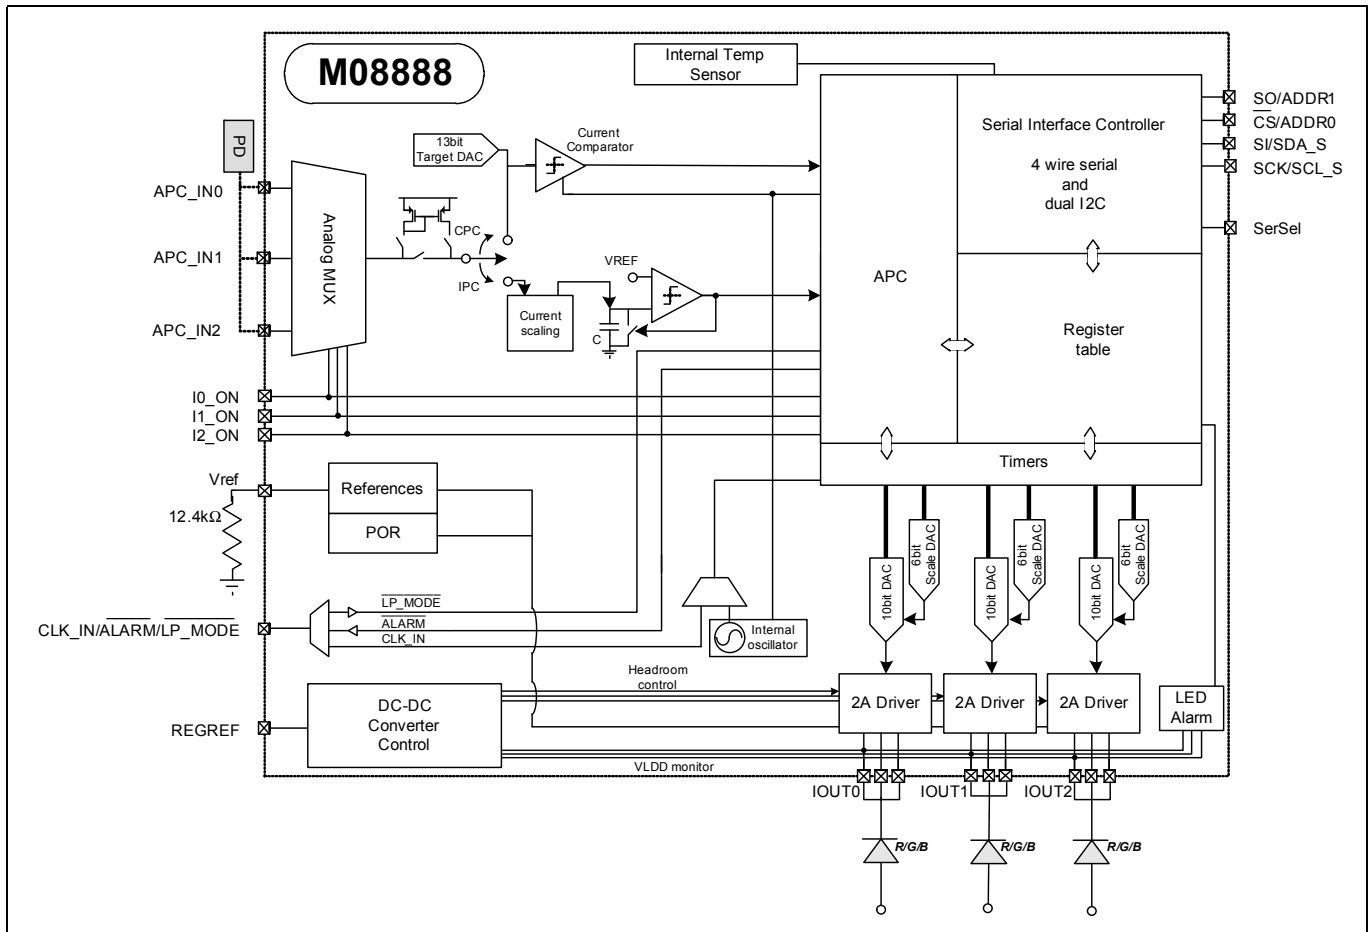 M08888
Internal Temp
Sensor
PD
13bit
Target DAC
Current
Comparator
Serial Interface Controller
4 wire serial
and
dual I2C
SO/ADDR1
CS/ADDR0
SI/SDA_S
SCK/SCL_S
SerSel
APC_IN0
APC_IN1
APC_IN2
Analog MUX
CPC
IPC
VREF
Current
scaling
C
APC
Register
table
I0_ON
I1_ON
I2_ON
Timers
Vref
12.4kΩ
References
POR
6bit
Scale DAC
10bit DAC
6bit
Scale DAC
10bit DAC
6bit
Scale DAC
10bit DAC
LP_MODE
ALARM
CLK_IN
CLK_IN/ALARM/LP_MODE
Internal
oscillator
Headroom
control
DC-DC
Converter
Control
REGREF
2A Driver
2A Driver
2A Driver
LED
Alarm
VLDD monitor
IOUT0
IOUT1
IOUT2
R/G/B
R/G/B
R/G/B